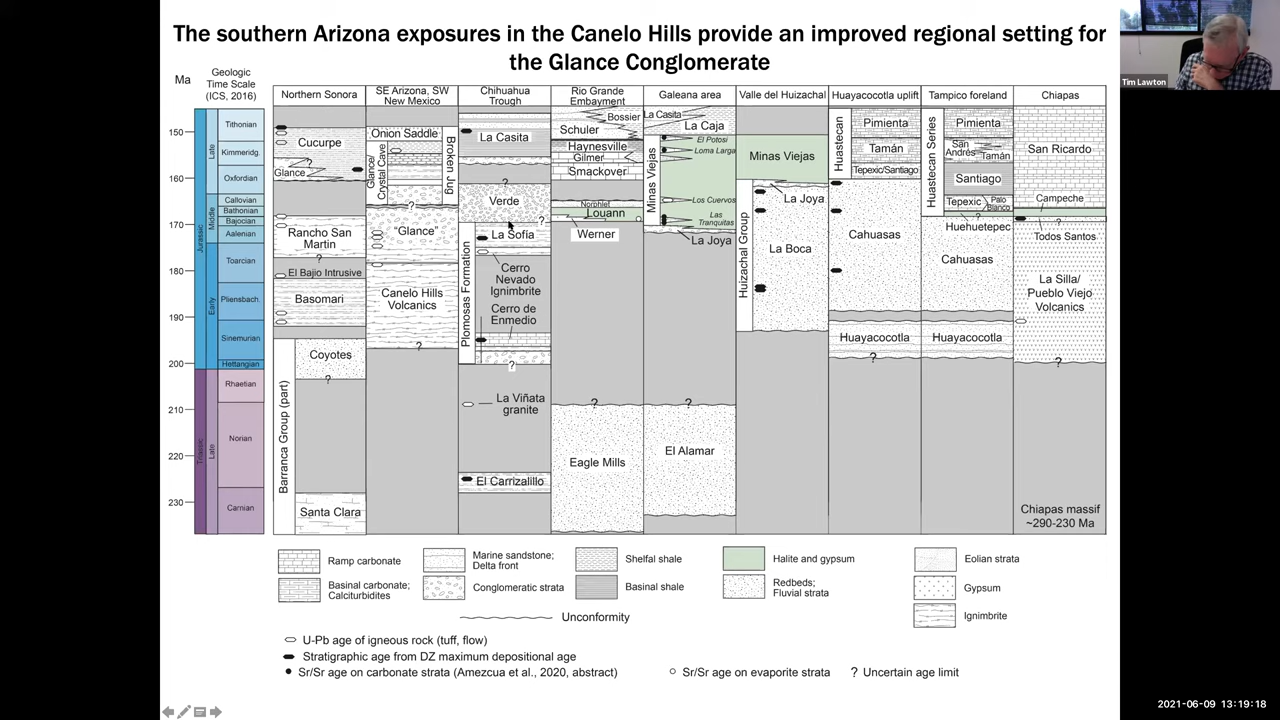 The southern Arizona exposures in the Canelo Hills provide an improved regional setting for
the Glance Conglomerate
Tim Lawton
Ma
Geologic
Time Scale
(ICS, 2016)
Northern Sonora
SE Arizona, SW
New Mexico
Chihuahua
Trough
Rio Grande
Embayment
Galeana area
Valle del Huizachal
Huayacocotla uplift
Tampico foreland
Chiapas
150
160
170
180
190
200
210
220
230
Jurassic
Triassic
Late
Middle
Early
Late
Tithonian
Kimmeridg.
Oxfordian
Callovian
Bathonian
Bajocian
Aalenian
Toarcian
Pliensbach.
Sinemurian
Hettangian
Rhaetian
Norian
Carnian
Cucurpe
Glance
?
Rancho San
Martin
?
El Bajio Intrusive
Basomari
Coyotes
?
Barranca Group (part)
Santa Clara
Onion Saddle
Glance/
Crystal Cave
Broken Jug
?
"Glance"
Canelo Hills
Volcanics
?
La Casita
?
Verde
?
La Sofía
Plomosas Formation
Cerro
Nevado
Ignimbrite
Cerro de
Enmedio
?
La Viñata
granite
El Carrizalillo
Bossier
Schuler
Haynesville
Gilmer
Smackover
Norphlet
Louann
Werner
?
Eagle Mills
La Casita
La Caja
El Potosi
Loma Larga
Minas Viejas
Los Cuervos
Las
Tranquitas
La Joya
?
El Alamar
Minas Viejas
La Joya
Huizachal Group
La Boca
Huastecan
Pimienta
Tamán
Tepexic/Santiago
Cahuasas
Huayacocotla
?
Huastecan Series
Pimienta
San
Andrés
Tamán
Santiago
Tepexic
Palo
Blanco
?
Huehuetepec
Cahuasas
Huayacocotla
San Ricardo
Campeche
?
Todos Santos
La Silla/
Pueblo Viejo
Volcanics
?
Chiapas massif
~290-230 Ma
Ramp carbonate
Basinal carbonate;
Calciturbidites
Marine sandstone;
Delta front
Conglomeratic strata
Shelfal shale
Basinal shale
Halite and gypsum
Redbeds;
Fluvial strata
Eolian strata
Gypsum
Ignimbrite
Unconformity
U-Pb age of igneous rock (tuff, flow)
Stratigraphic age from DZ maximum depositional age
Sr/Sr age on carbonate strata (Amezcua et al., 2020, abstract)
Sr/Sr age on evaporite strata
? Uncertain age limit
2021-06-09 13:19:18